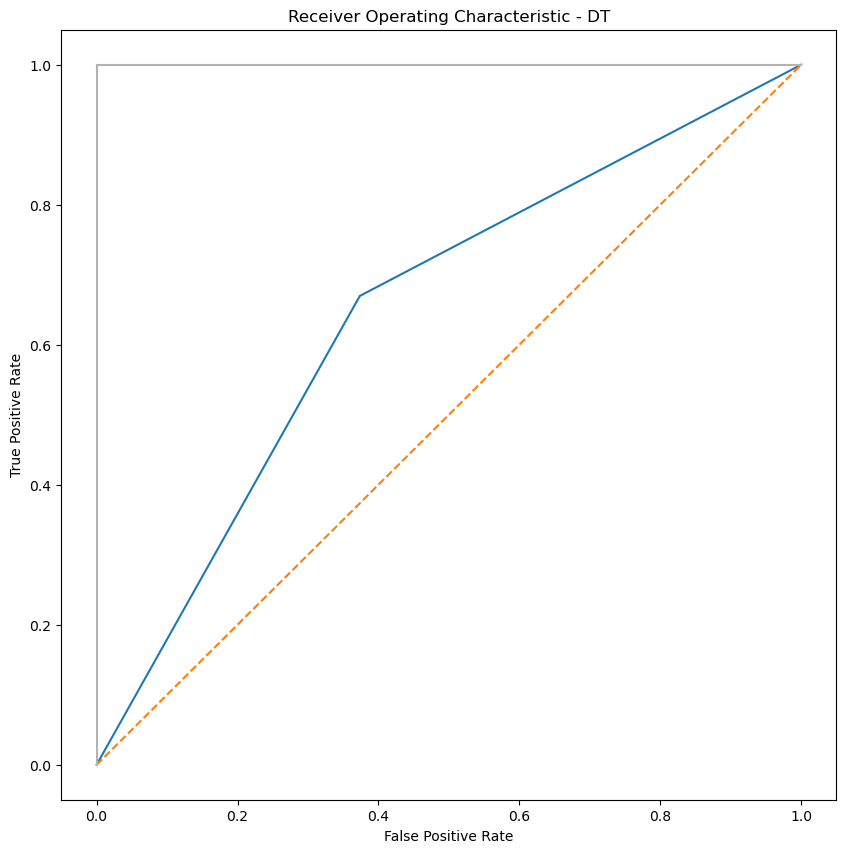 Receiver Operating Characteristic - DT
True Positive Rate
1.0
0.8
0.6
0.4
0.2
0.0
0.0 0.2 0.4 0.6 0.8 1.0
False Positive Rate